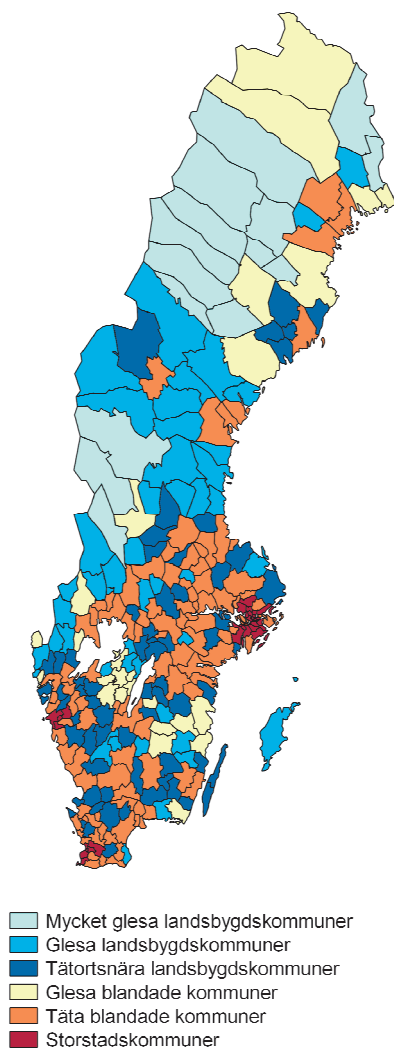 Mycket glesa landsbygdskommuner
Glesa landsbygdskommuner
Tätortsnära landsbygdskommuner
Glesa blandade kommuner
Täta blandade kommuner
Storstadskommuner